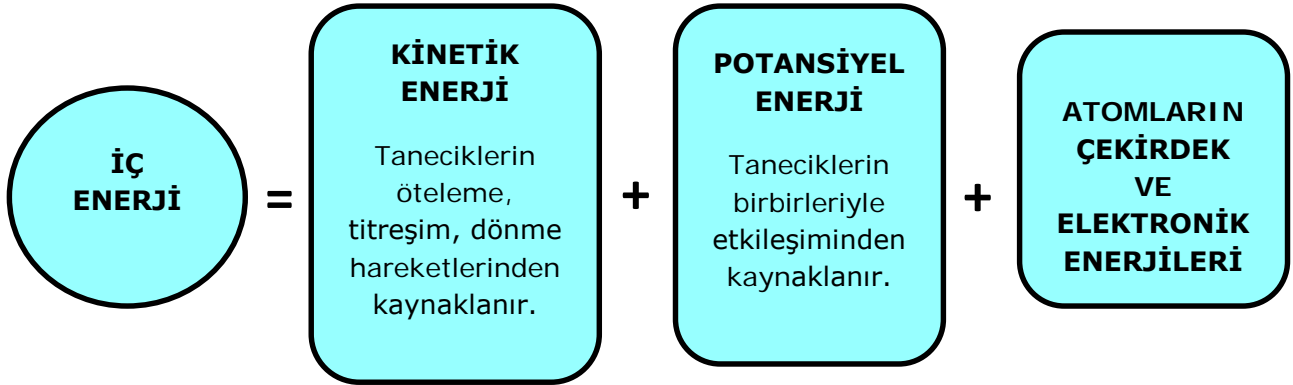 İÇ
ENERJİ
=
KİNETİK
ENERJİ
Taneciklerin
öteleme,
titreşim, dönme
hareketlerinden
kaynaklanır.
+
POTANSİYEL
ENERJİ
Taneciklerin
birbirleriyle
etkileşiminden
kaynaklanır.
+
ATOMLARIN
ÇEKİRDEK
VE
ELEKTRONİK
ENERJİLERİ